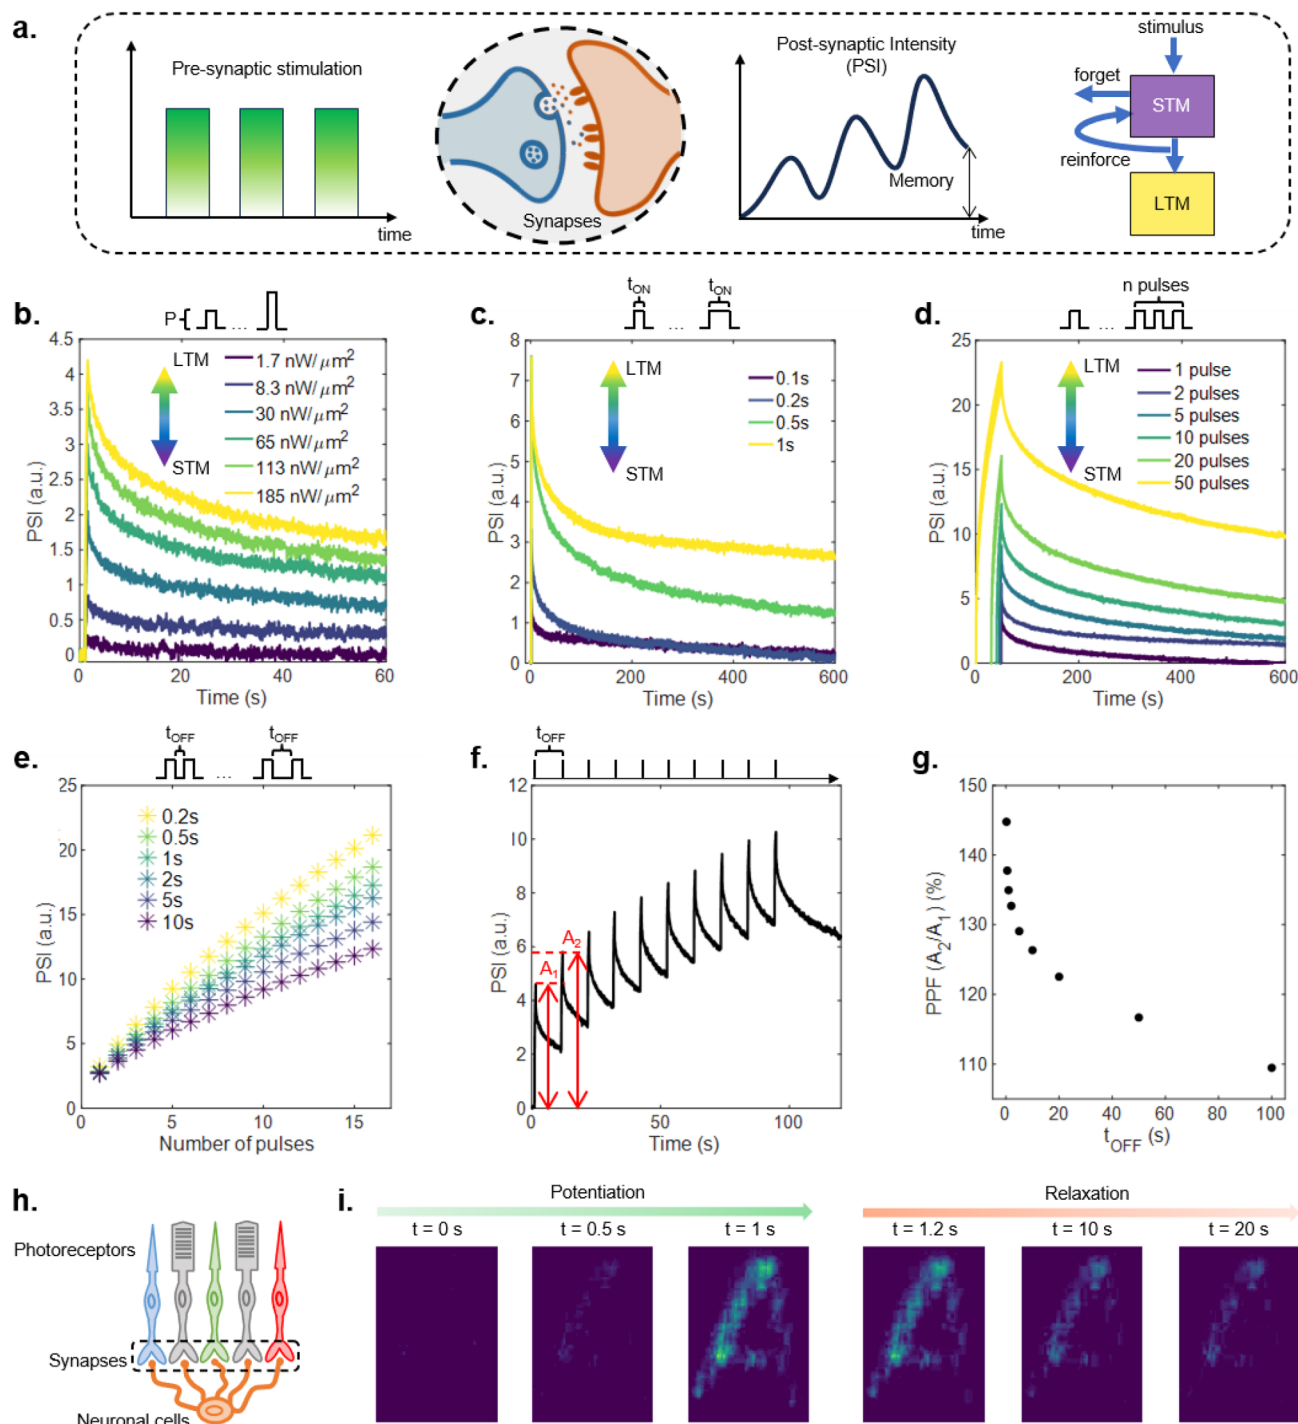 a.
Pre-synaptic stimulation
time
Synapses
Post-synaptic Intensity
(PSI)
Memory
time
stimulus
forget
STM
reinforce
LTM
b.
P
...
4.5
4
3.5
3
2.5
2
1.5
1
0.5
0
PSI (a.u.)
LTM
STM
1.7 nW/μm²
8.3 nW/μm²
30 nW/μm²
65 nW/μm²
113 nW/μm²
185 nW/μm²
0 20 40 60
Time (s)
c.
tON
...
tON
8
7
6
5
4
3
2
1
0
PSI (a.u.)
LTM
STM
0.1s
0.2s
0.5s
1s
0 200 400 600
Time (s)
d.
n pulses
...
25
20
15
10
5
0
PSI (a.u.)
LTM
STM
1 pulse
2 pulses
5 pulses
10 pulses
20 pulses
50 pulses
200 400 600
Time (s)
e.
tOFF
...
tOFF
25
20
15
10
5
0
PSI (a.u.)
0.2s
0.5s
1s
2s
5s
10s
0 5 10 15
Number of pulses
f.
tOFF
12
10
8
6
4
2
0
PSI (a.u.)
A₁
A₂
0 50 100
Time (s)
g.
150
140
130
120
110
PPF (A₂/A₁) (%)
0 20 40 60 80 100
tOFF (s)
h.
Photoreceptors
Synapses
Neuronal cells
i.
Potentiation
Relaxation
t = 0 s
t = 0.5 s
t = 1 s
t = 1.2 s
t = 10 s
t = 20 s
A
A
A
A